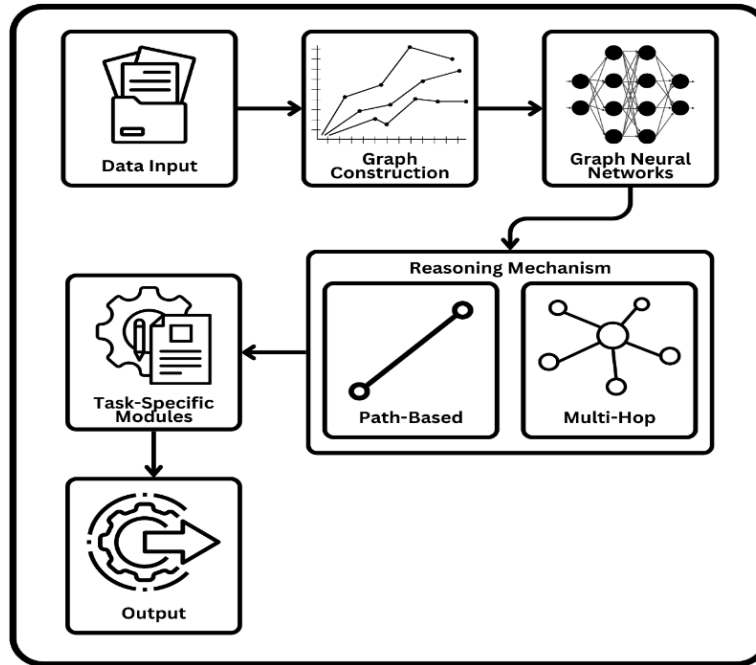 Data Input
Graph
Construction
Graph Neural
Networks
Reasoning Mechanism
Path-Based
Multi-Hop
Task-Specific
Modules
Output